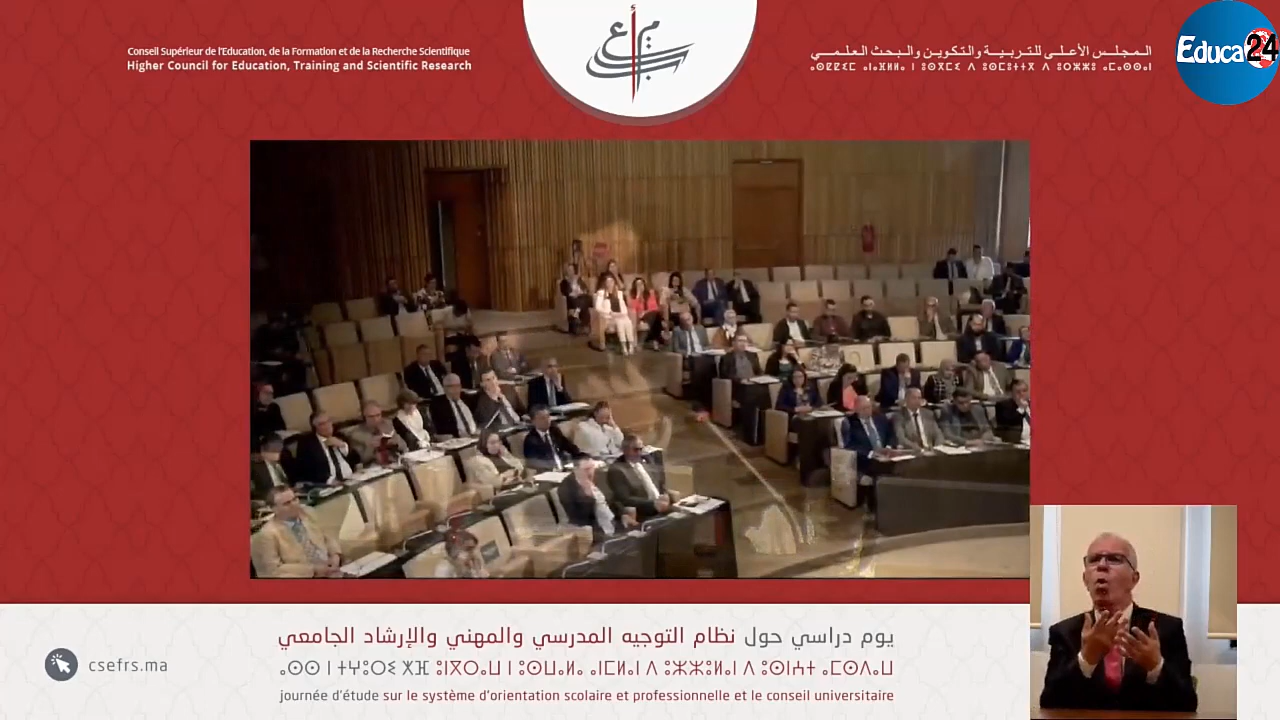 Conseil Supérieur de l'Education, de la Formation et de la Recherche Scientifique
Higher Council for Education, Training and Scientific Research
المجلس الأعلى للتربية والتكوين والبحث العلمي
Educa 24
يوم دراسي حول نظام التوجيه المدرسي والمهني والإرشاد الجامعي
journée d'étude sur le système d'orientation scolaire et professionnelle et le conseil universitaire
csefrs.ma